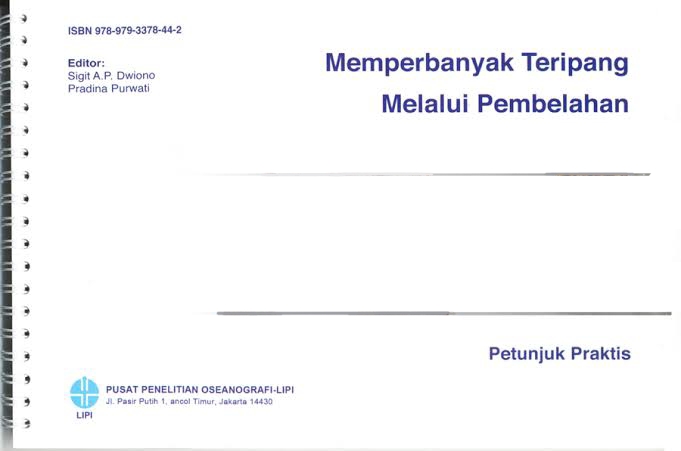 ISBN 978-979-3378-44-2
Editor:
Sigit A.P. Dwiono
Pradina Purwati
Memperbanyak Teripang
Melalui Pembelahan
Petunjuk Praktis
PUSAT PENELITIAN OSEANOGRAFI-LIPI
Jl. Pasir Putih 1, ancol Timur, Jakarta 14430
LIPI